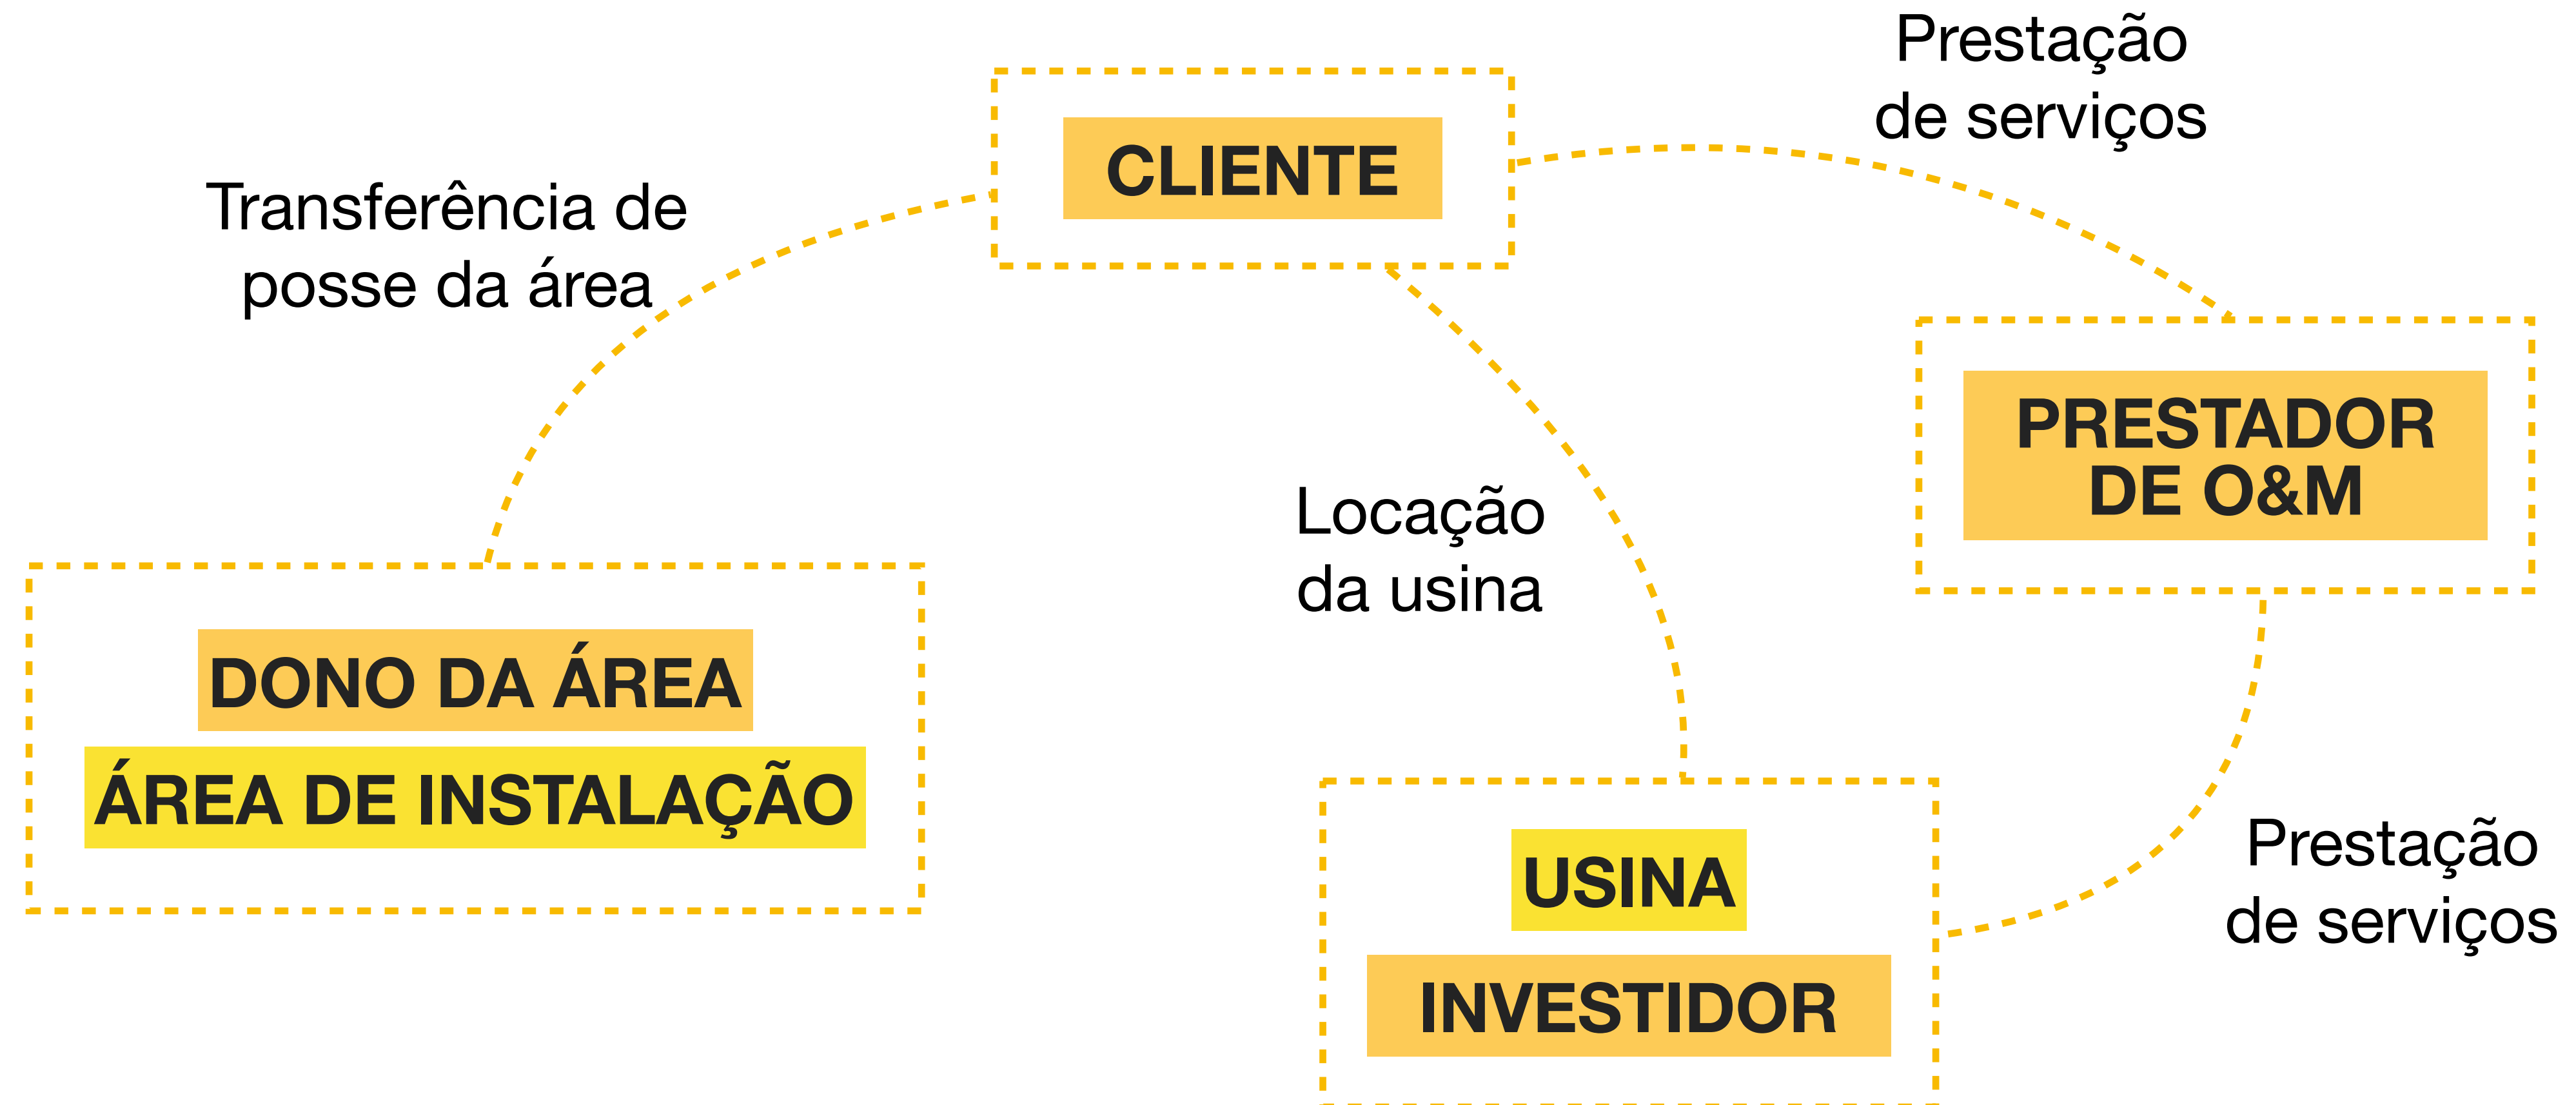 Prestação
de serviços
CLIENTE
Transferência de
posse da área
PRESTADOR
DE O&M
Locação
da usina
DONO DA ÁREA
ÁREA DE INSTALAÇÃO
USINA
INVESTIDOR
Prestação
de serviços